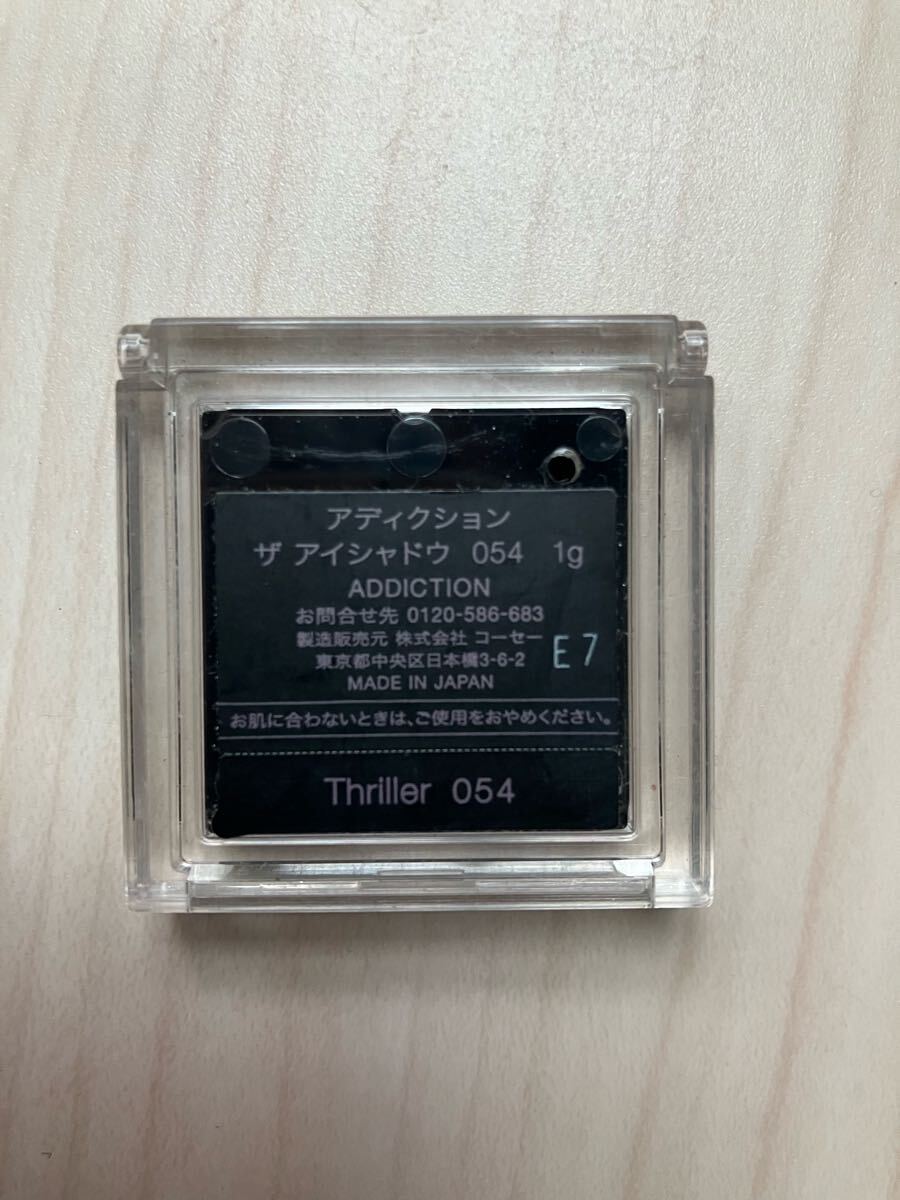 アディクション
ザ アイシャドウ 054 1g
ADDICTION
お問合せ先 0120-586-683
製造販売元 株式会社 コーセー
東京都中央区日本橋3-6-2
E7
MADE IN JAPAN
お肌に合わないときは、ご使用をおやめください。
Thriller 054